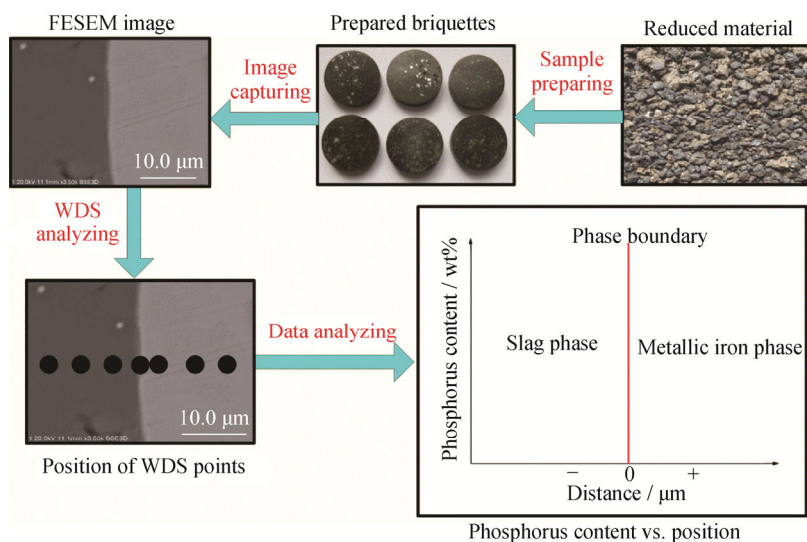 FESEM image
Prepared briquettes
Reduced material
Image
capturing
Sample
preparing
10.0 μm
WDS
analyzing
Phase boundary
Phosphorus content / wt%
Data analyzing
Slag phase
Metallic iron phase
10.0 μm
Position of WDS points
− 0 +
Distance / μm
Phosphorus content vs. position